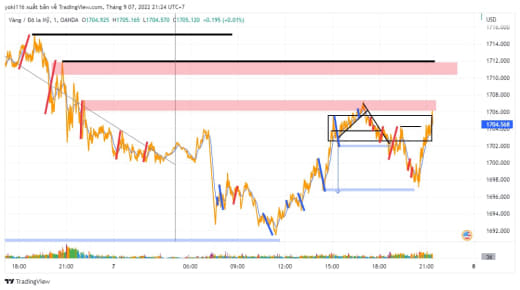 yoki116 xuất bản về TradingView.com, Tháng 9 07, 2022 21:24 UTC+7
Vàng / Đô la Mỹ, 1, OANDA O1704.925 H1705.165 L1704.570 C1705.120 +0.195 (+0.01%)
USD
1716.000
1714.000
1712.000
1710.000
1708.000
1706.000
1704.568
1702.000
1700.000
1698.000
1696.000
1694.000
1692.000
18:00 21:00 7 09:00 12:00 15:00 18:00 21:00 8
TradingView